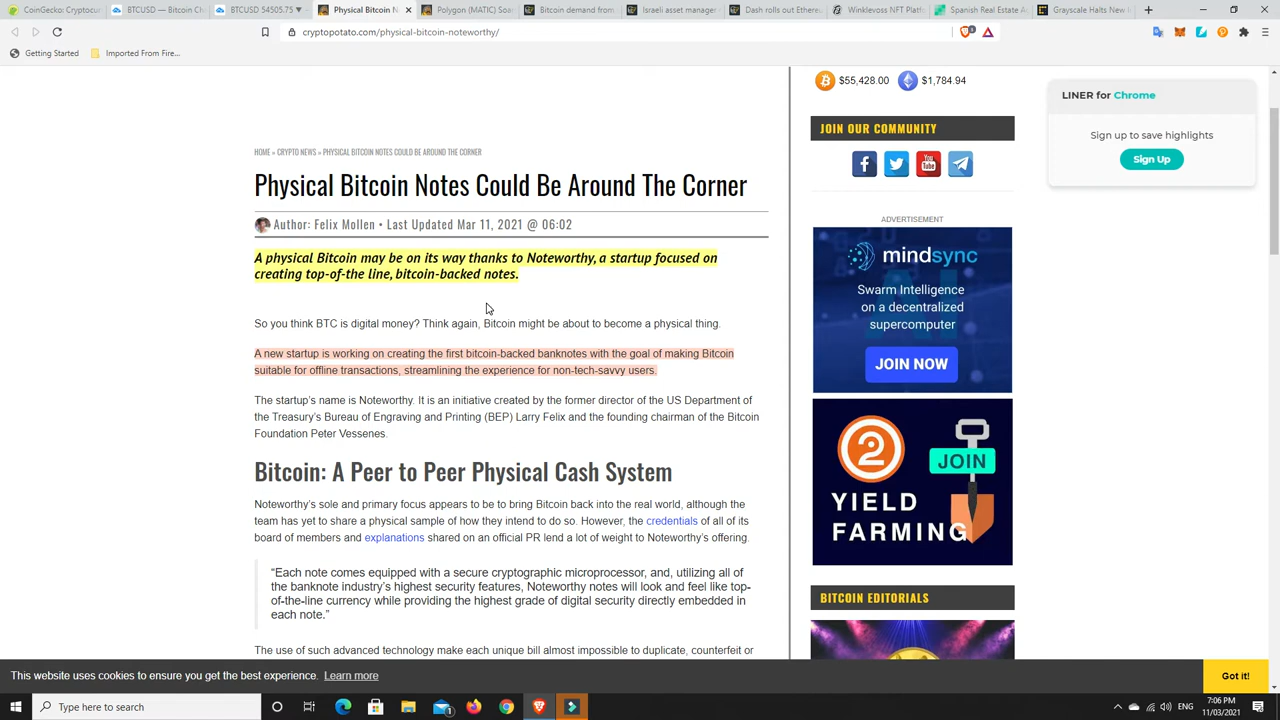 CoinGecko: Cryptocu
BTCUSD — Bitcoin Ch
BTCUSD 54505.75
Physical Bitcoin N
Polygon (MATIC) Soa
Bitcoin demand from
Israeli asset manager
Dash rolls out Ethere
Winklevoss NFT Platf
Spanish Real Estate A
Grayscale Halts New I
cryptopotato.com/physical-bitcoin-noteworthy/
Getting Started
Imported From Fire...
$55,428.00
$1,784.94
LINER for Chrome
Sign up to save highlights
Sign Up
JOIN OUR COMMUNITY
HOME » CRYPTO NEWS » PHYSICAL BITCOIN NOTES COULD BE AROUND THE CORNER
Physical Bitcoin Notes Could Be Around The Corner
Author: Felix Mollen • Last Updated Mar 11, 2021 @ 06:02
A physical Bitcoin may be on its way thanks to Noteworthy, a startup focused on
creating top-of-the line, bitcoin-backed notes.
So you think BTC is digital money? Think again, Bitcoin might be about to become a physical thing.
A new startup is working on creating the first bitcoin-backed banknotes with the goal of making Bitcoin
suitable for offline transactions, streamlining the experience for non-tech-savvy users.
The startup's name is Noteworthy. It is an initiative created by the former director of the US Department of
the Treasury's Bureau of Engraving and Printing (BEP) Larry Felix and the founding chairman of the Bitcoin
Foundation Peter Vessenes.
Bitcoin: A Peer to Peer Physical Cash System
Noteworthy's sole and primary focus appears to be to bring Bitcoin back into the real world, although the
team has yet to share a physical sample of how they intend to do so. However, the credentials of all of its
board of members and explanations shared on an official PR lend a lot of weight to Noteworthy's offering.
“Each note comes equipped with a secure cryptographic microprocessor, and, utilizing all of
the banknote industry's highest security features, Noteworthy notes will look and feel like top-
of-the-line currency while providing the highest grade of digital security directly embedded in
each note.”
The use of such advanced technology make each unique bill almost impossible to duplicate, counterfeit or
ADVERTISEMENT
mindsync
Swarm Intelligence
on a decentralized
supercomputer
JOIN NOW
2
JOIN
YIELD
FARMING
BITCOIN EDITORIALS
This website uses cookies to ensure you get the best experience. Learn more
Got it!
Type here to search
ENG
7:06 PM
11/03/2021